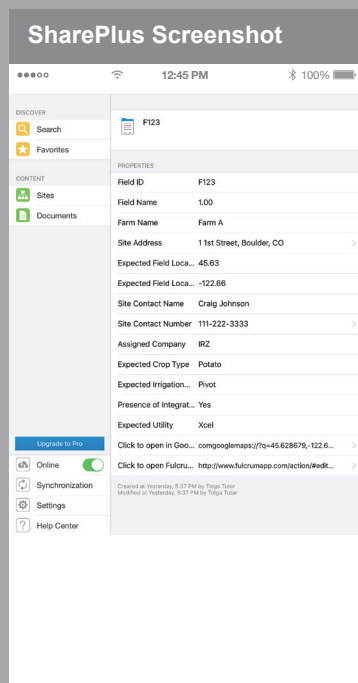 SharePlus Screenshot
12:45 PM
100%
DISCOVER
Search
Favorites
CONTENT
Sites
Documents
Upgrade to Pro
Online
Synchronization
Settings
Help Center
F123
PROPERTIES
Field ID F123
Field Name 1.00
Farm Name Farm A
Site Address 1 1st Street, Boulder, CO
Expected Field Loca... 45.63
Expected Field Loca... -122.66
Site Contact Name Craig Johnson
Site Contact Number 111-222-3333
Assigned Company IRZ
Expected Crop Type Potato
Expected Irrigation... Pivot
Presence of Integrat... Yes
Expected Utility Xcel
Click to open in Goo... comgooglemaps://?q=45.628679,-122.6...
Click to open Fulcru... http://www.fulcrumapp.com/action/#edit...
Created at Yesterday, 5:37 PM by Tolga Tutar
Modified at Yesterday, 5:37 PM by Tolga Tutar